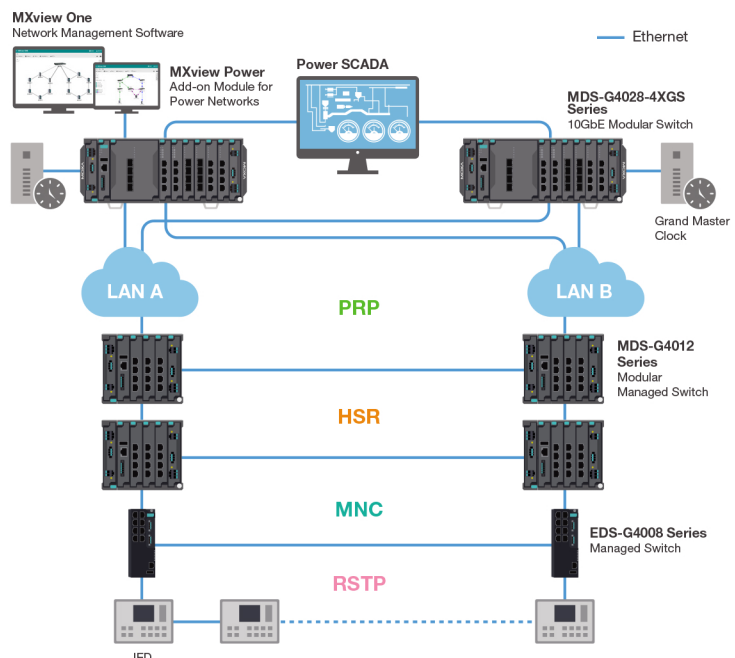 MXview One
Network Management Software
Ethernet
MXview Power
Add-on Module for
Power Networks
Power SCADA
MDS-G4028-4XGS
Series
10GbE Modular Switch
Grand Master
Clock
LAN A
LAN B
PRP
MDS-G4012
Series
Modular
Managed Switch
HSR
MNC
EDS-G4008 Series
Managed Switch
RSTP
IED